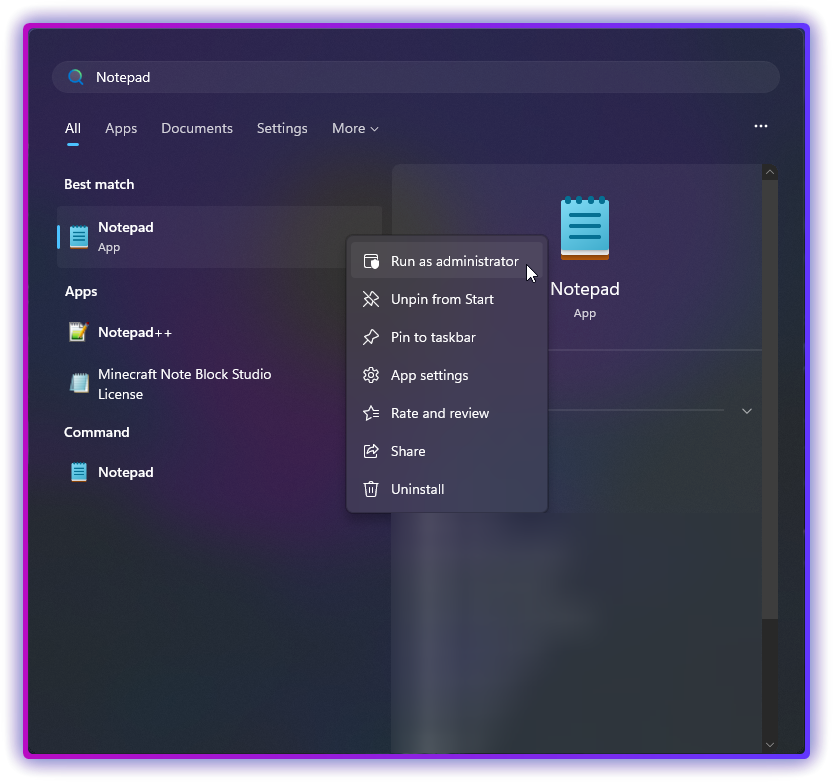 Notepad
All Apps Documents Settings More
Best match
Notepad
App
Apps
Notepad++
Minecraft Note Block Studio
License
Command
Notepad
Run as administrator
Unpin from Start
Pin to taskbar
App settings
Rate and review
Share
Uninstall
Notepad
App